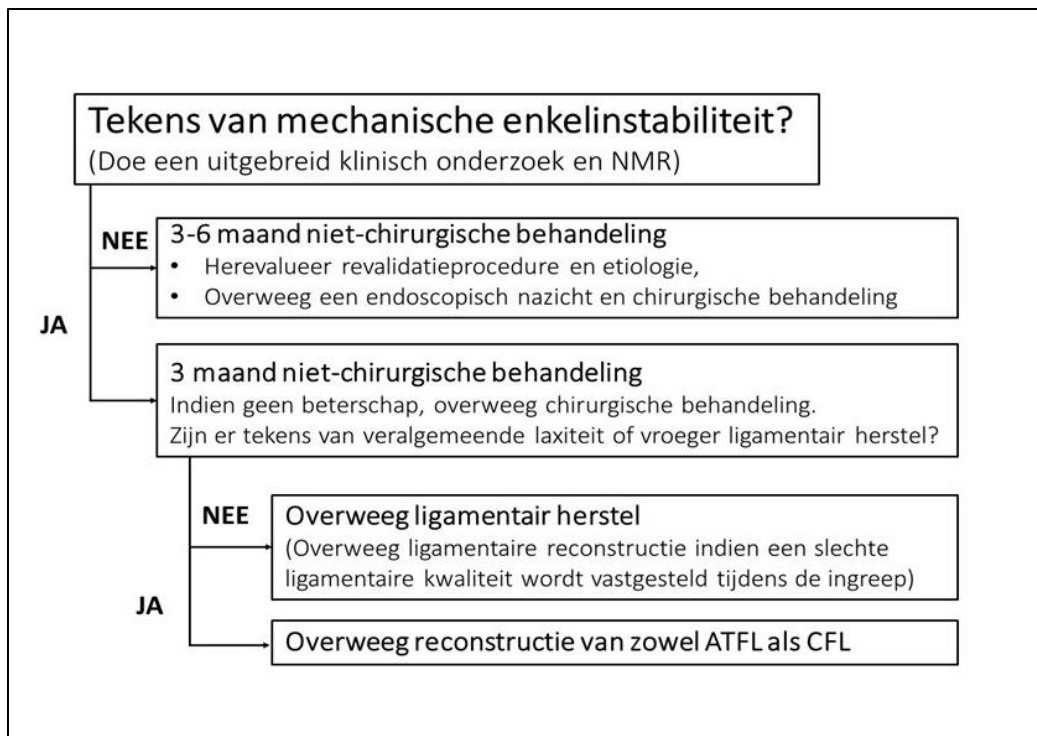 Tekens van mechanische enkelinstabiliteit?
(Doe een uitgebreid klinisch onderzoek en NMR)
NEE
3-6 maand niet-chirurgische behandeling
• Herevalueer revalidatieprocedure en etiologie,
• Overweeg een endoscopisch nazicht en chirurgische behandeling
JA
3 maand niet-chirurgische behandeling
Indien geen beterschap, overweeg chirurgische behandeling.
Zijn er tekens van veralgemeende laxiteit of vroeger ligamentair herstel?
NEE
Overweeg ligamentair herstel
(Overweeg ligamentaire reconstructie indien een slechte
ligamentaire kwaliteit wordt vastgesteld tijdens de ingreep)
JA
Overweeg reconstructie van zowel ATFL als CFL